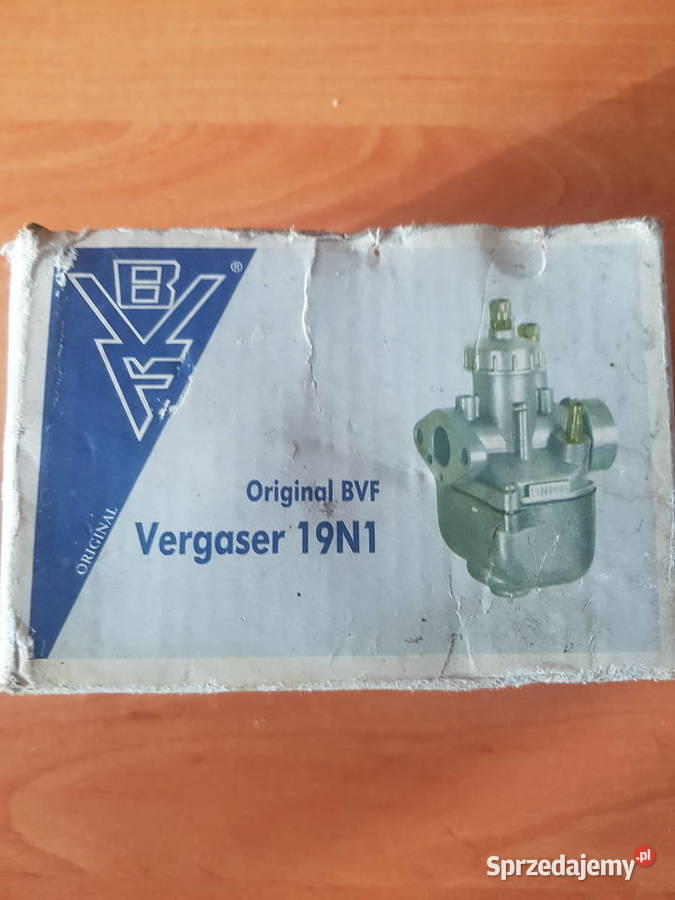 BVF ®
ORIGINAL
Original BVF
Vergaser 19N1
Sprzedajemy.pl